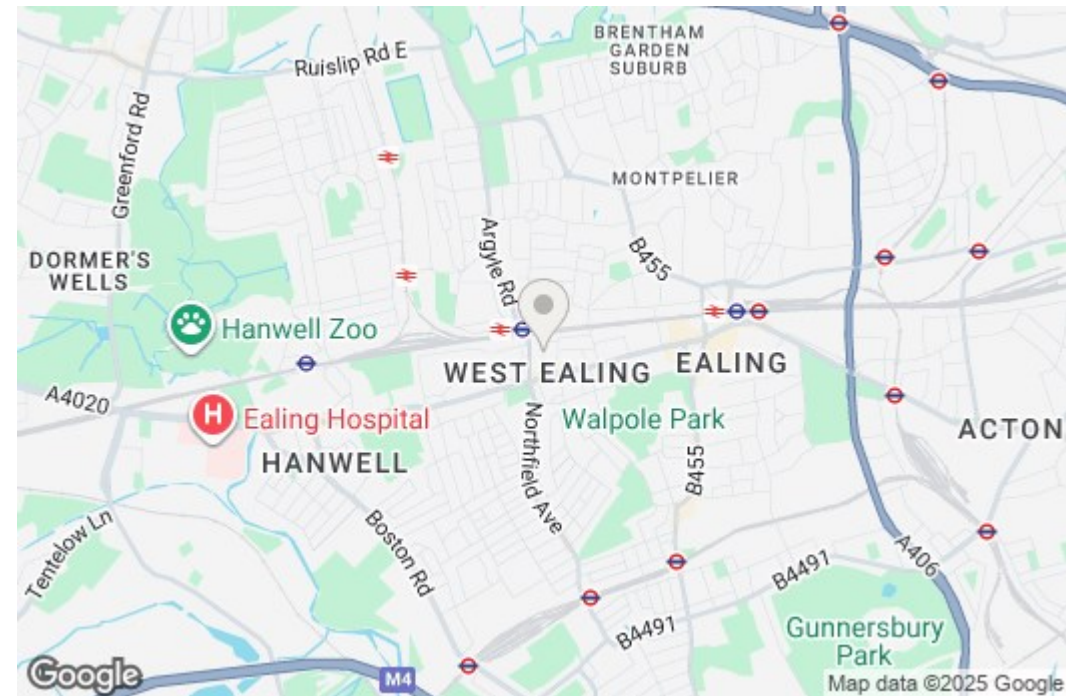 BRENTHAM
GARDEN
SUBURB
Ruislip Rd E
Greenford Rd
MONTPELIER
Argyle Rd
B455
DORMER'S
WELLS
Hanwell Zoo
WEST EALING
EALING
A4020
H
Ealing Hospital
Walpole Park
ACTON
HANWELL
Northfield Ave
B455
Boston Rd
Tentelow Ln
A406
B4491
B4491
Gunnersbury
Park
M4
Google
Map data ©2025 Google